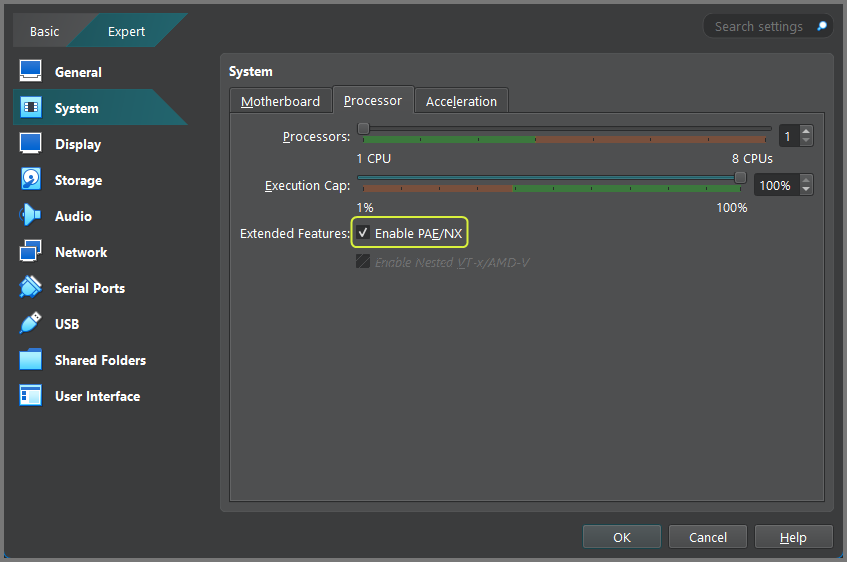 Basic
Expert
Search settings
General
System
Display
Storage
Audio
Network
Serial Ports
USB
Shared Folders
User Interface
System
Motherboard
Processor
Acceleration
Processors:
1
1 CPU
8 CPUs
Execution Cap:
100%
1%
100%
Extended Features:
Enable PAE/NX
Enable Nested VT-x/AMD-V
OK
Cancel
Help